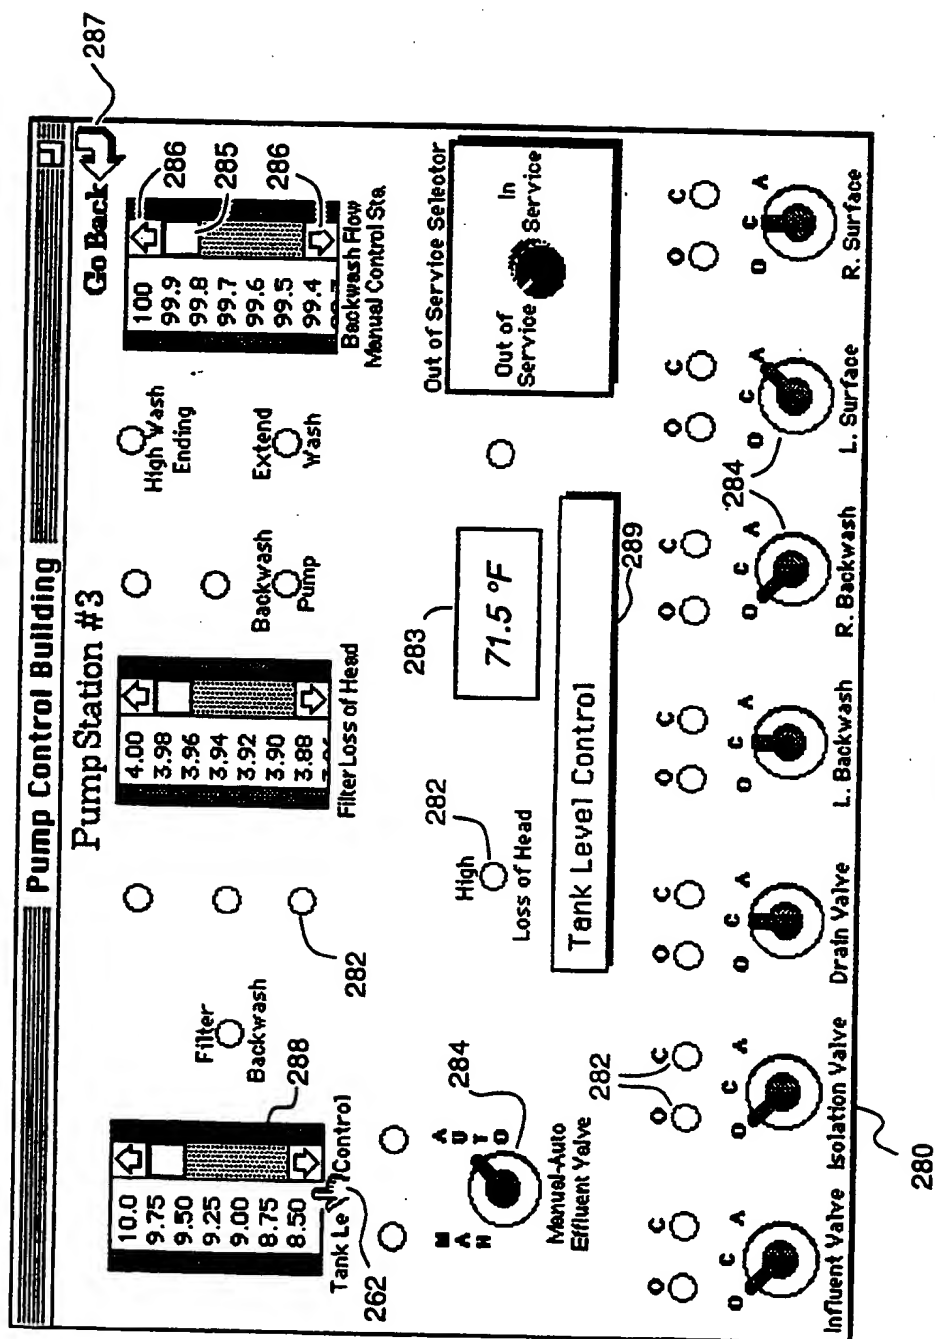 Pump Control Building
Pump Station #3
Go Back
287
10.0
9.75
9.50
9.25
9.00
8.75
8.50
Tank Le
/Control
262
288
Filter
Backwash
282
4.00
3.98
3.96
3.94
3.92
3.90
3.88
Filter Loss of Head
Backwash
Pump
High Wash
Ending
Extend
Wash
100
99.9
99.8
99.7
99.6
99.5
99.4
Backwash Flow
Manual Control Sta.
286
285
286
MAN
AUTO
284
Manual-Auto
Effluent Valve
High
Loss of Head
282
283
71.5 °F
Tank Level Control
289
Out of Service Selector
Out of
Service
In
Service
282
284
O C
O C
O C
O C
O C
O C
O C
O C A
O C A
O C A
O C A
O C A
O C A
O C A
Influent Valve
Isolation Valve
Drain Valve
L. Backwash
R. Backwash
L. Surface
R. Surface
280